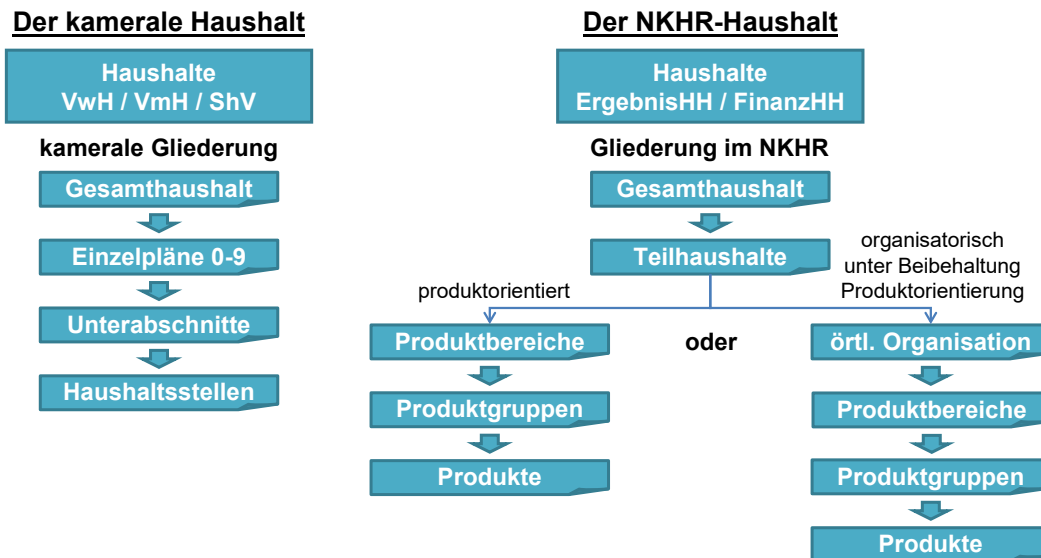 Der kamerale Haushalt
Haushalte
VwH / VmH / ShV
kamerale Gliederung
Gesamthaushalt
Einzelpläne 0-9
Unterabschnitte
Haushaltsstellen
Der NKHR-Haushalt
Haushalte
ErgebnisHH / FinanzHH
Gliederung im NKHR
Gesamthaushalt
Teilhaushalte
produktorientiert
organisatorisch
unter Beibehaltung
Produktorientierung
Produktbereiche
Produktgruppen
Produkte
oder
örtl. Organisation
Produktbereiche
Produktgruppen
Produkte